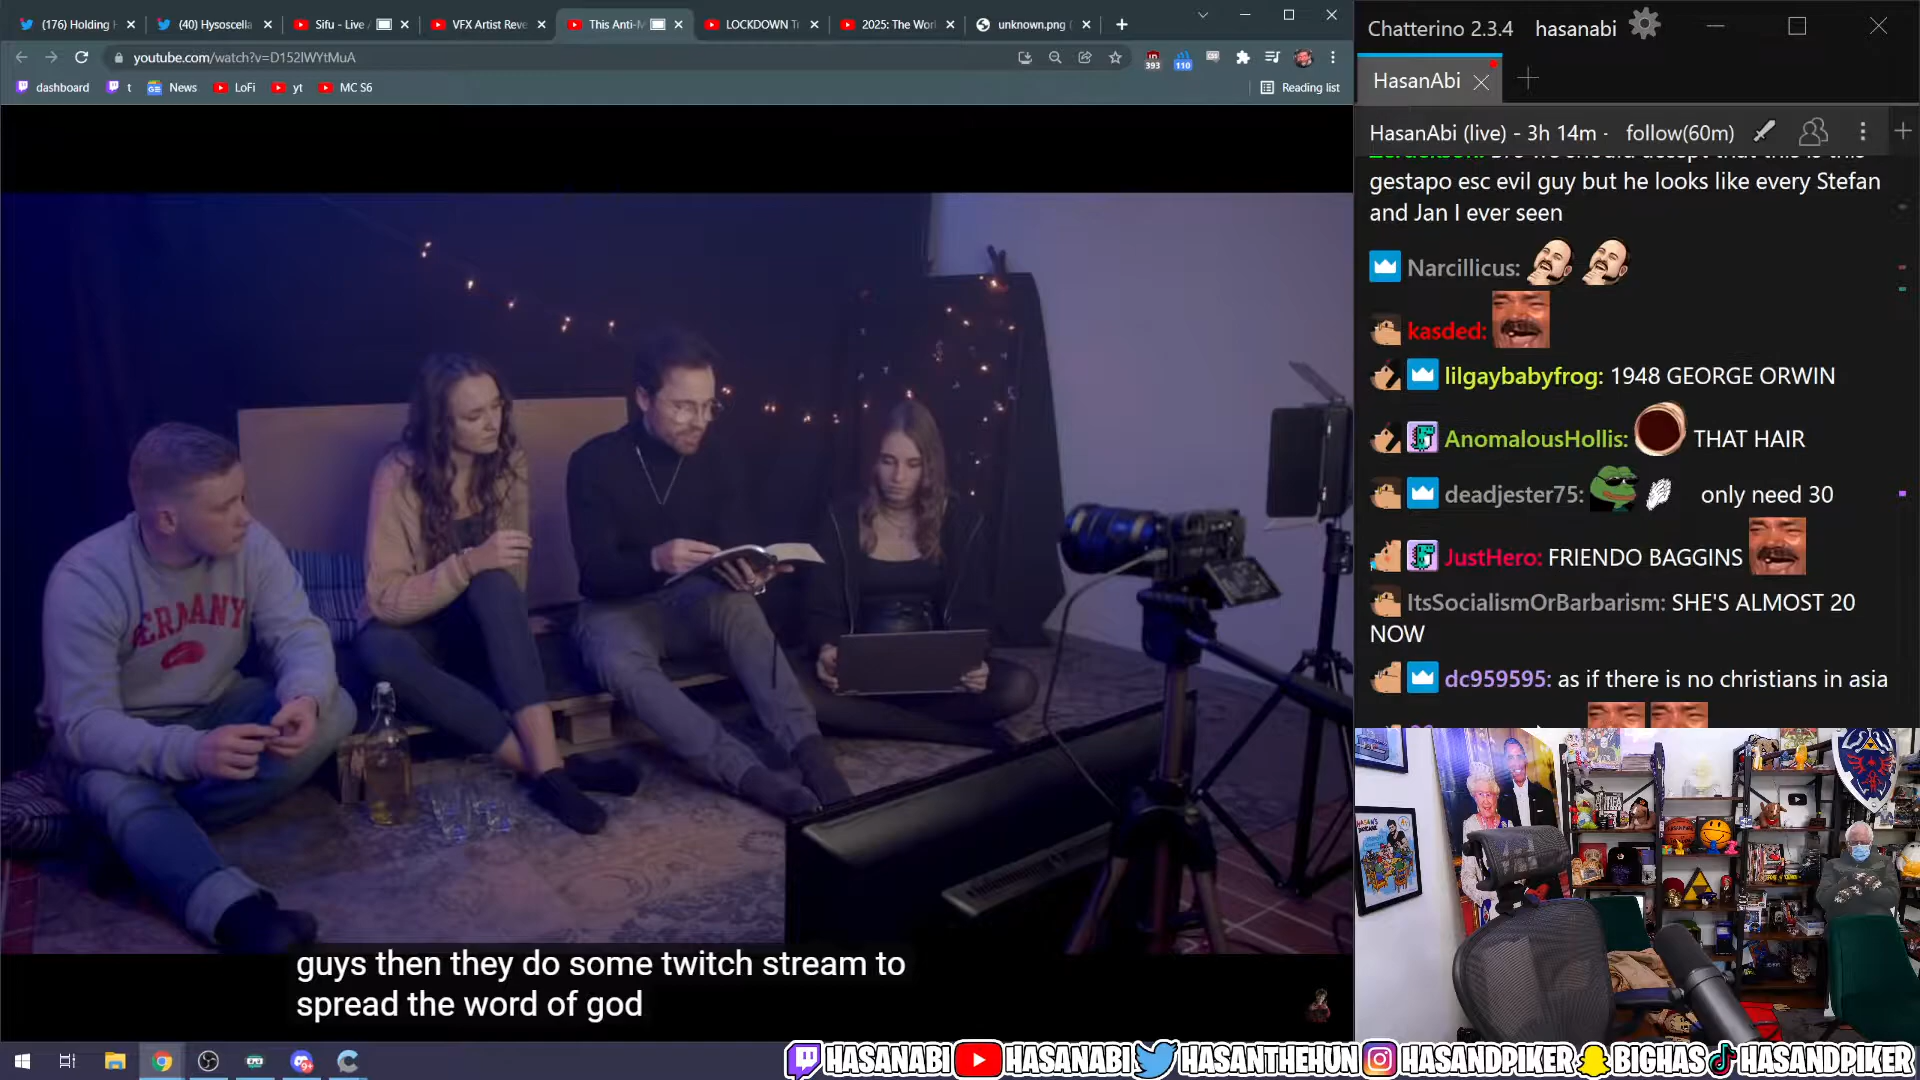 (176) Holding
(40) Hysoscella
Sifu - Live
VFX Artist Reve
This Anti-
LOCKDOWN
2025: The Worl
unknown.png
youtube.com/watch?v=D152lWYtMuA
393
110
dashboard
t
News
LoFi
yt
MC S6
Reading list
GERMANY
guys then they do some twitch stream to
spread the word of god
Chatterino 2.3.4
hasanabi
HasanAbi
HasanAbi (live) - 3h 14m -
follow(60m)
gestapo esc evil guy but he looks like every Stefan
and Jan I ever seen
Narcillicus:
kasded:
lilgaybabyfrog: 1948 GEORGE ORWIN
AnomalousHollis: THAT HAIR
deadjester75: only need 30
JustHero: FRIENDO BAGGINS
ItsSocialismOrBarbarism: SHE'S ALMOST 20
NOW
dc959595: as if there is no christians in asia
HASANABI
HASANABI
HASANTHEHUN
HASANDPIKER
BIGHAS
HASANDPIKER